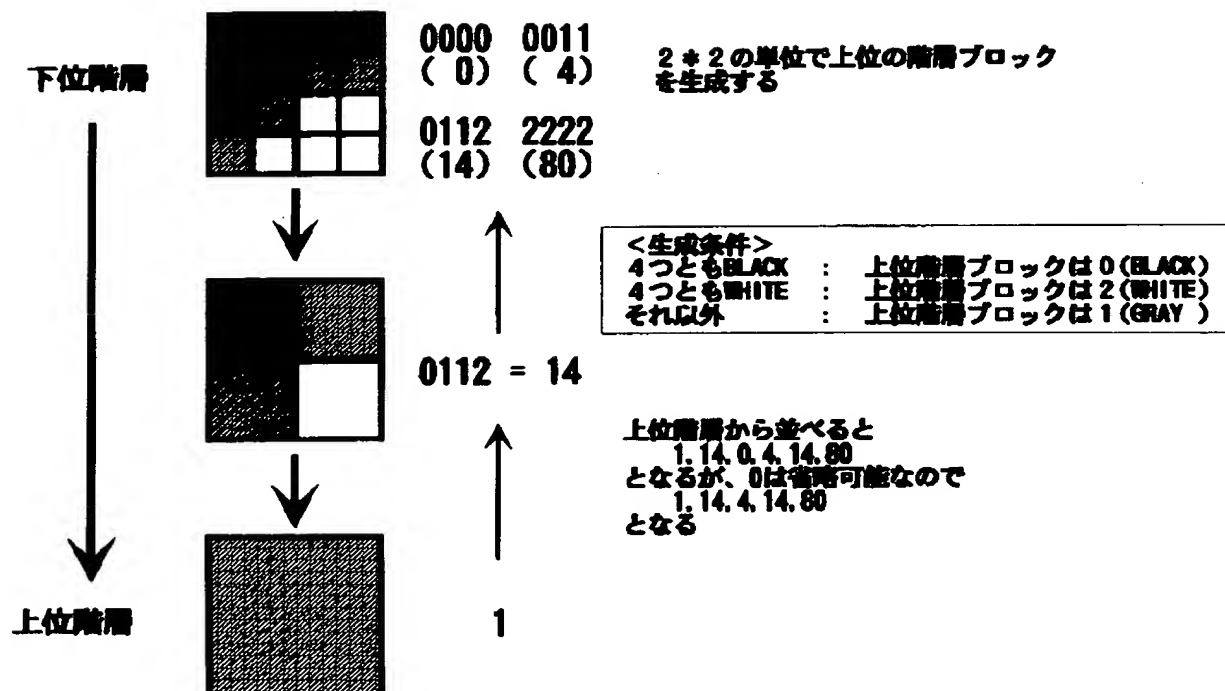 下位階層
0000 0011
( 0) ( 4)
0112 2222
(14) (80)
2*2の単位で上位の階層ブロック
を生成する
<生成条件>
4つともBLACK : 上位階層ブロックは0(BLACK)
4つともWHITE : 上位階層ブロックは2(WHITE)
それ以外 : 上位階層ブロックは1(GRAY )
0112 = 14
上位階層から並べると
1.14.0.4.14.80
となるが、0は省略可能なので
1.14.4.14.80
となる
上位階層
1